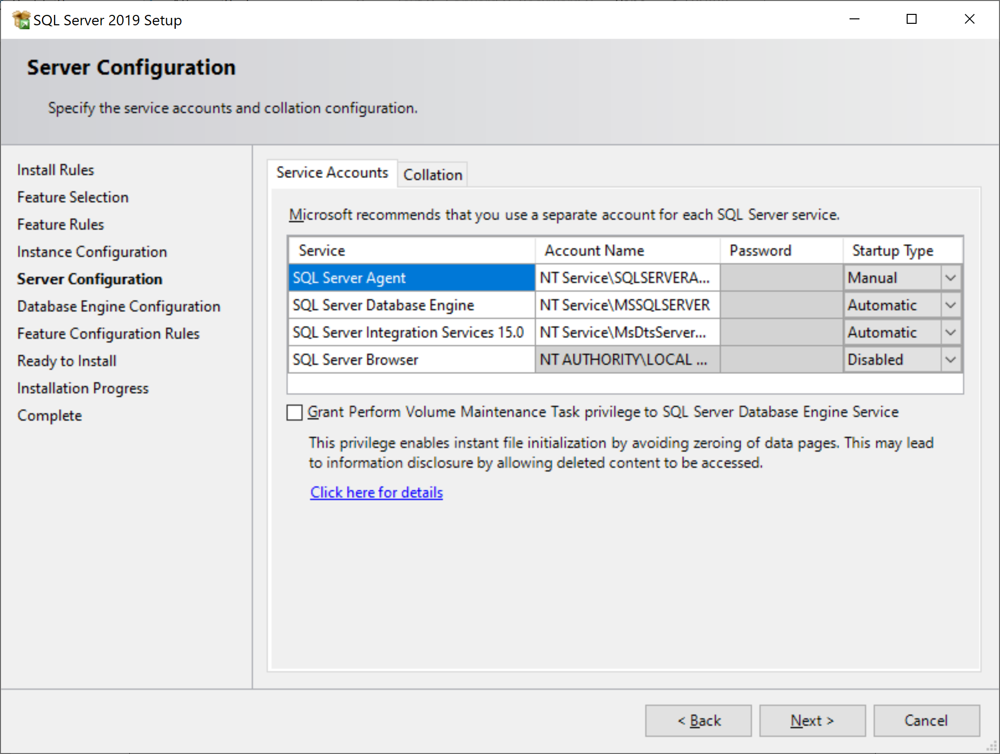 SQL Server 2019 Setup
Server Configuration
Specify the service accounts and collation configuration.
Install Rules
Feature Selection
Feature Rules
Instance Configuration
Server Configuration
Database Engine Configuration
Feature Configuration Rules
Ready to Install
Installation Progress
Complete
Service Accounts Collation
Microsoft recommends that you use a separate account for each SQL Server service.
Service Account Name Password Startup Type
SQL Server Agent NT Service\SQLSERVERA... Manual
SQL Server Database Engine NT Service\MSSQLSERVER Automatic
SQL Server Integration Services 15.0 NT Service\MsDtsServer... Automatic
SQL Server Browser NT AUTHORITY\LOCAL ... Disabled
Grant Perform Volume Maintenance Task privilege to SQL Server Database Engine Service
This privilege enables instant file initialization by avoiding zeroing of data pages. This may lead
to information disclosure by allowing deleted content to be accessed.
Click here for details
< Back Next > Cancel